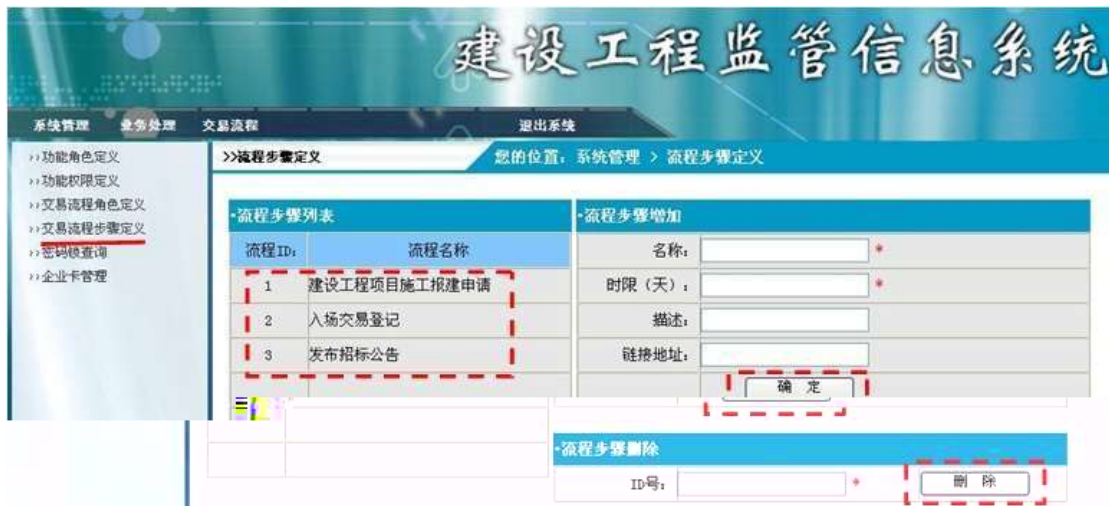 建设工程监管信息系统
系统管理 业务处理 交易流程 退出系统
>>功能角色定义
>>功能权限定义
>>交易流程角色定义
>>交易流程步骤定义
>>密码锁查询
>>企业卡管理
>>流程步骤定义 您的位置：系统管理 > 流程步骤定义
·流程步骤列表
流程ID: 流程名称
1 建设工程项目施工报建申请
2 入场交易登记
3 发布招标公告
·流程步骤增加
名称: *
时限（天）: *
描述:
链接地址:
确 定
·流程步骤删除
ID号: *
删 除